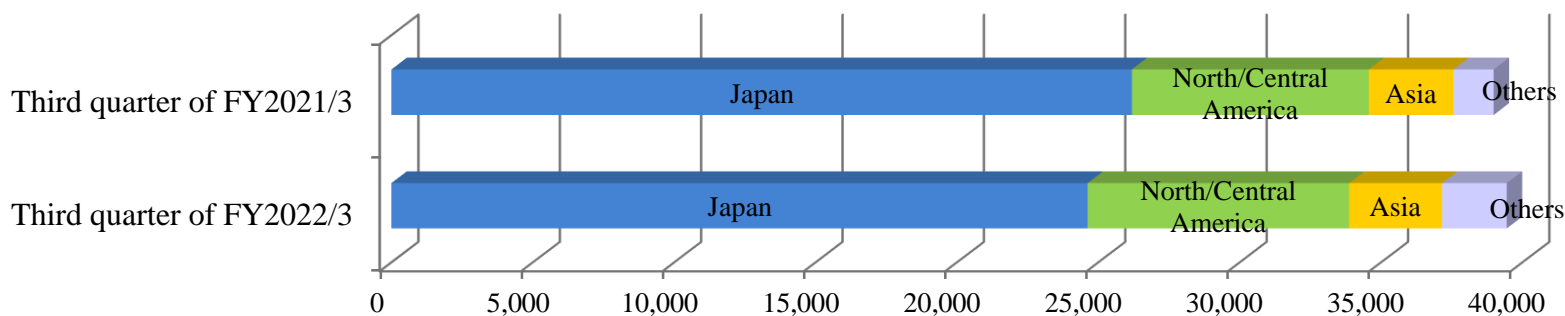 Third quarter of FY2021/3
Japan
North/Central
America
Asia
Others
Third quarter of FY2022/3
Japan
North/Central
America
Asia
Others
0
5,000
10,000
15,000
20,000
25,000
30,000
35,000
40,000